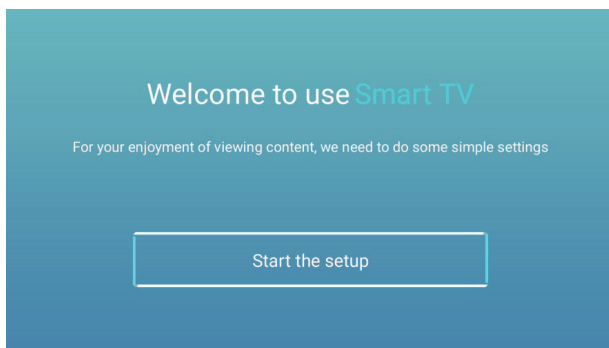 Welcome to use Smart TV
For your enjoyment of viewing content, we need to do some simple settings
Start the setup